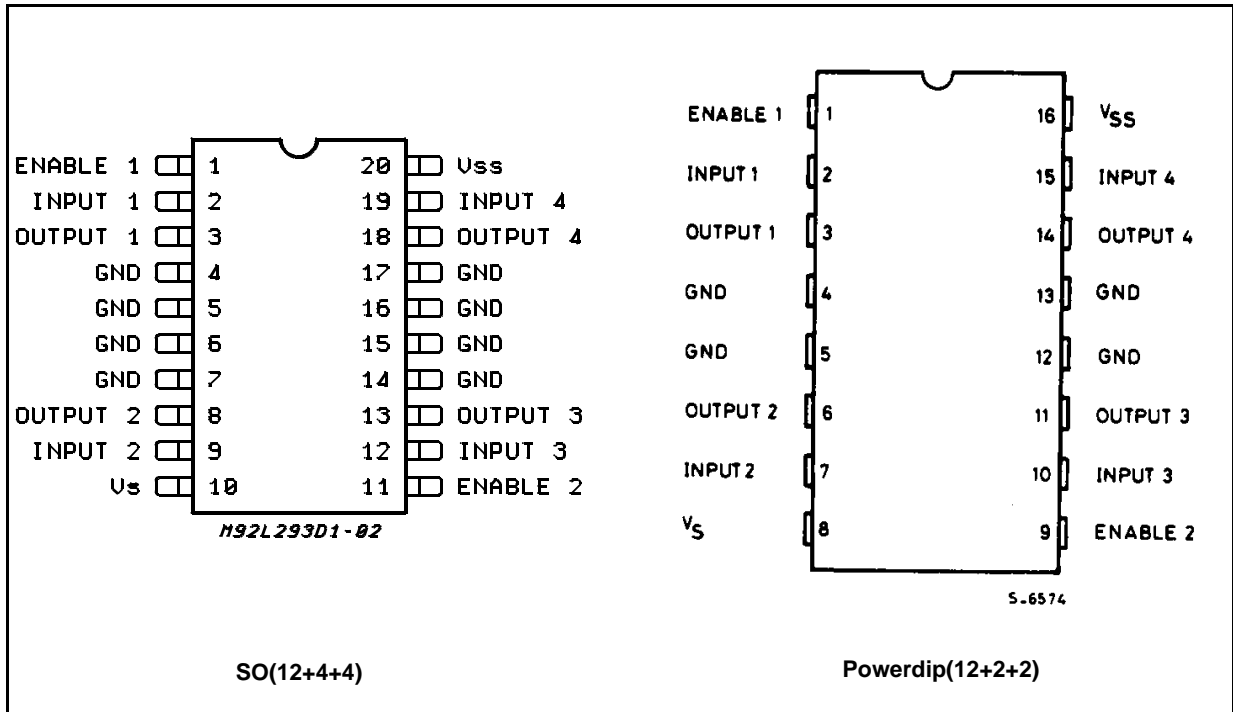 ENABLE 1 1 20 Vss
INPUT 1 2 19 INPUT 4
OUTPUT 1 3 18 OUTPUT 4
GND 4 17 GND
GND 5 16 GND
GND 6 15 GND
GND 7 14 GND
OUTPUT 2 8 13 OUTPUT 3
INPUT 2 9 12 INPUT 3
Vs 10 11 ENABLE 2
M92L293D1-02
SO(12+4+4)
ENABLE 1 1 16 VSS
INPUT 1 2 15 INPUT 4
OUTPUT 1 3 14 OUTPUT 4
GND 4 13 GND
GND 5 12 GND
OUTPUT 2 6 11 OUTPUT 3
INPUT 2 7 10 INPUT 3
VS 8 9 ENABLE 2
S-6574
Powerdip(12+2+2)